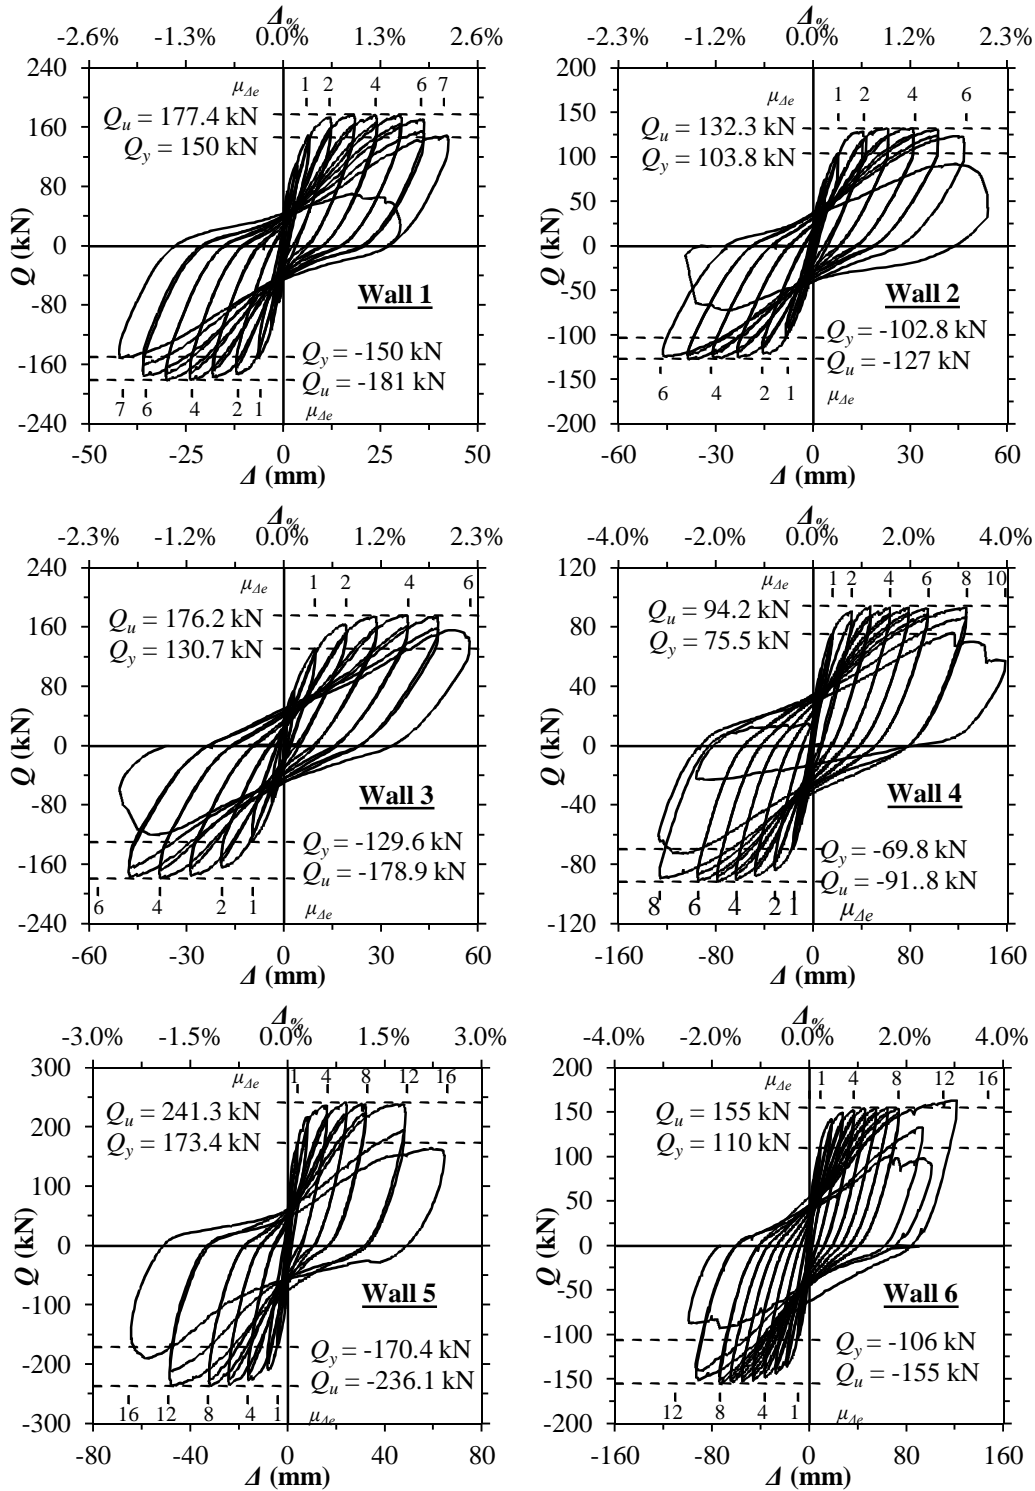 Δ%
-2.6% -1.3% 0.0% 1.3% 2.6%
240
160
80
0
-80
-160
-240
Q (kN)
μΔe
1 2 4 6 7
Qu = 177.4 kN
Qy = 150 kN
Wall 1
Qy = -150 kN
Qu = -181 kN
7 6 4 2 1 μΔe
-50 -25 0 25 50
Δ (mm)
Δ%
-2.3% -1.2% 0.0% 1.2% 2.3%
200
150
100
50
0
-50
-100
-150
-200
Q (kN)
μΔe
1 2 4 6
Qu = 132.3 kN
Qy = 103.8 kN
Wall 2
Qy = -102.8 kN
Qu = -127 kN
6 4 2 1 μΔe
-60 -30 0 30 60
Δ (mm)
Δ%
-2.3% -1.2% 0.0% 1.2% 2.3%
240
160
80
0
-80
-160
-240
Q (kN)
μΔe
1 2 4 6
Qu = 176.2 kN
Qy = 130.7 kN
Wall 3
Qy = -129.6 kN
Qu = -178.9 kN
6 4 2 1 μΔe
-60 -30 0 30 60
Δ (mm)
Δ%
-4.0% -2.0% 0.0% 2.0% 4.0%
120
80
40
0
-40
-80
-120
Q (kN)
μΔe
1 2 4 6 8 10
Qu = 94.2 kN
Qy = 75.5 kN
Wall 4
Qy = -69.8 kN
Qu = -91..8 kN
8 6 4 2 1 μΔe
-160 -80 0 80 160
Δ (mm)
Δ%
-3.0% -1.5% 0.0% 1.5% 3.0%
300
200
100
0
-100
-200
-300
Q (kN)
μΔe
1 4 8 12 16
Qu = 241.3 kN
Qy = 173.4 kN
Wall 5
Qy = -170.4 kN
Qu = -236.1 kN
16 12 8 4 1 μΔe
-80 -40 0 40 80
Δ (mm)
Δ%
-4.0% -2.0% 0.0% 2.0% 4.0%
200
150
100
50
0
-50
-100
-150
-200
Q (kN)
μΔe
1 4 8 12 16
Qu = 155 kN
Qy = 110 kN
Wall 6
Qy = -106 kN
Qu = -155 kN
12 8 4 1 μΔe
-160 -80 0 80 160
Δ (mm)